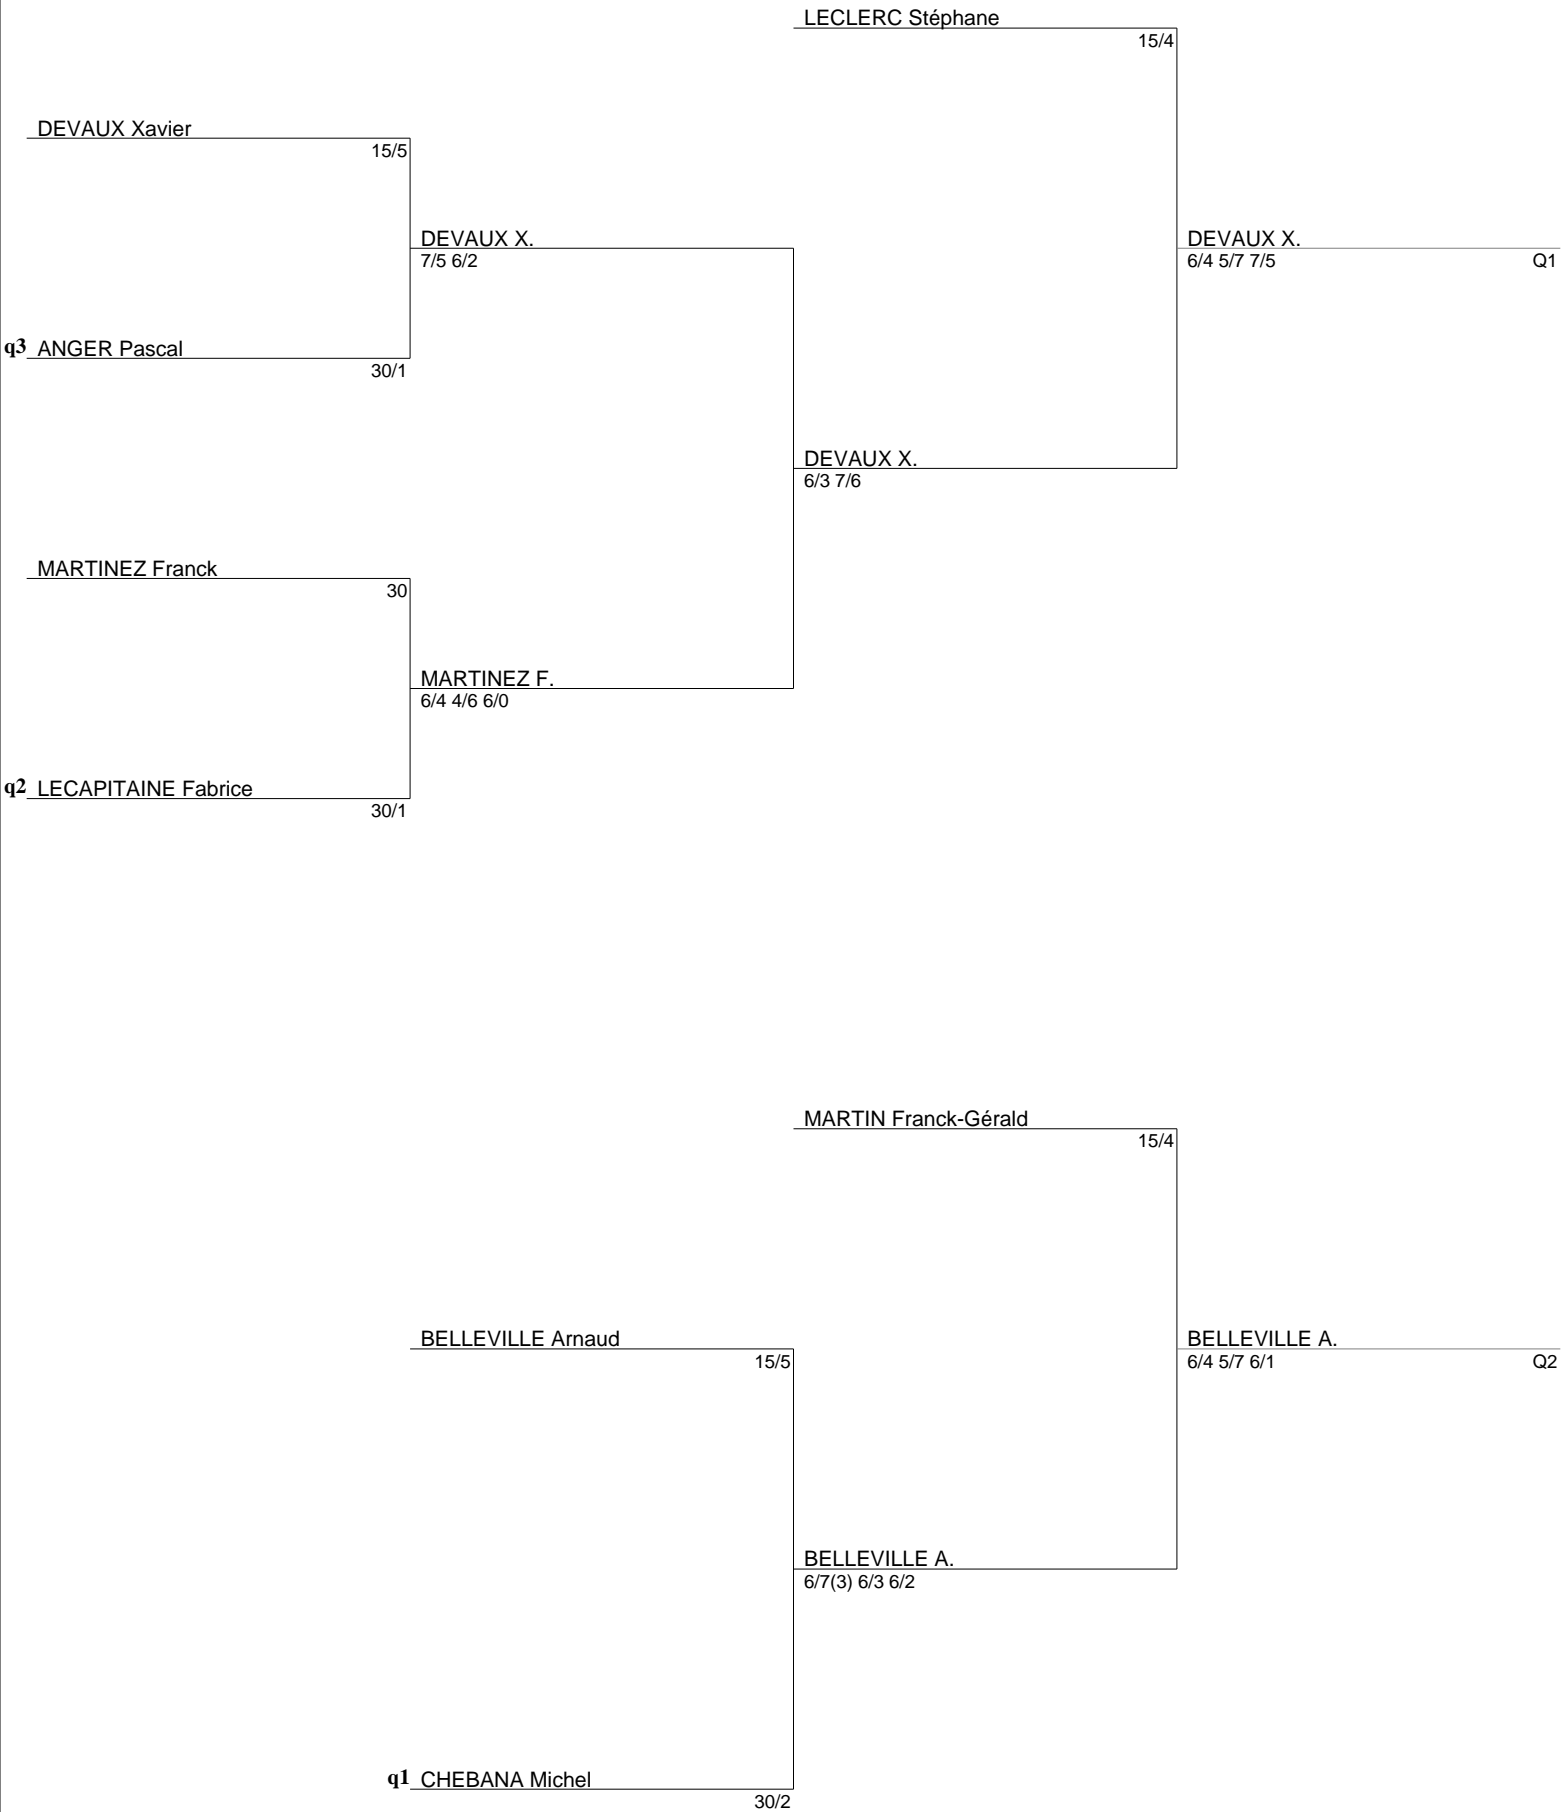 LECLERC Stéphane
15/4
DEVAUX Xavier
15/5
DEVAUX X.
7/5 6/2
DEVAUX X.
6/4 5/7 7/5
Q1
q3 ANGER Pascal
30/1
DEVAUX X.
6/3 7/6
MARTINEZ Franck
30
MARTINEZ F.
6/4 4/6 6/0
q2 LECAPITAINE Fabrice
30/1
MARTIN Franck-Gérald
15/4
BELLEVILLE Arnaud
15/5
BELLEVILLE A.
6/4 5/7 6/1
Q2
BELLEVILLE A.
6/7(3) 6/3 6/2
q1 CHEBANA Michel
30/2